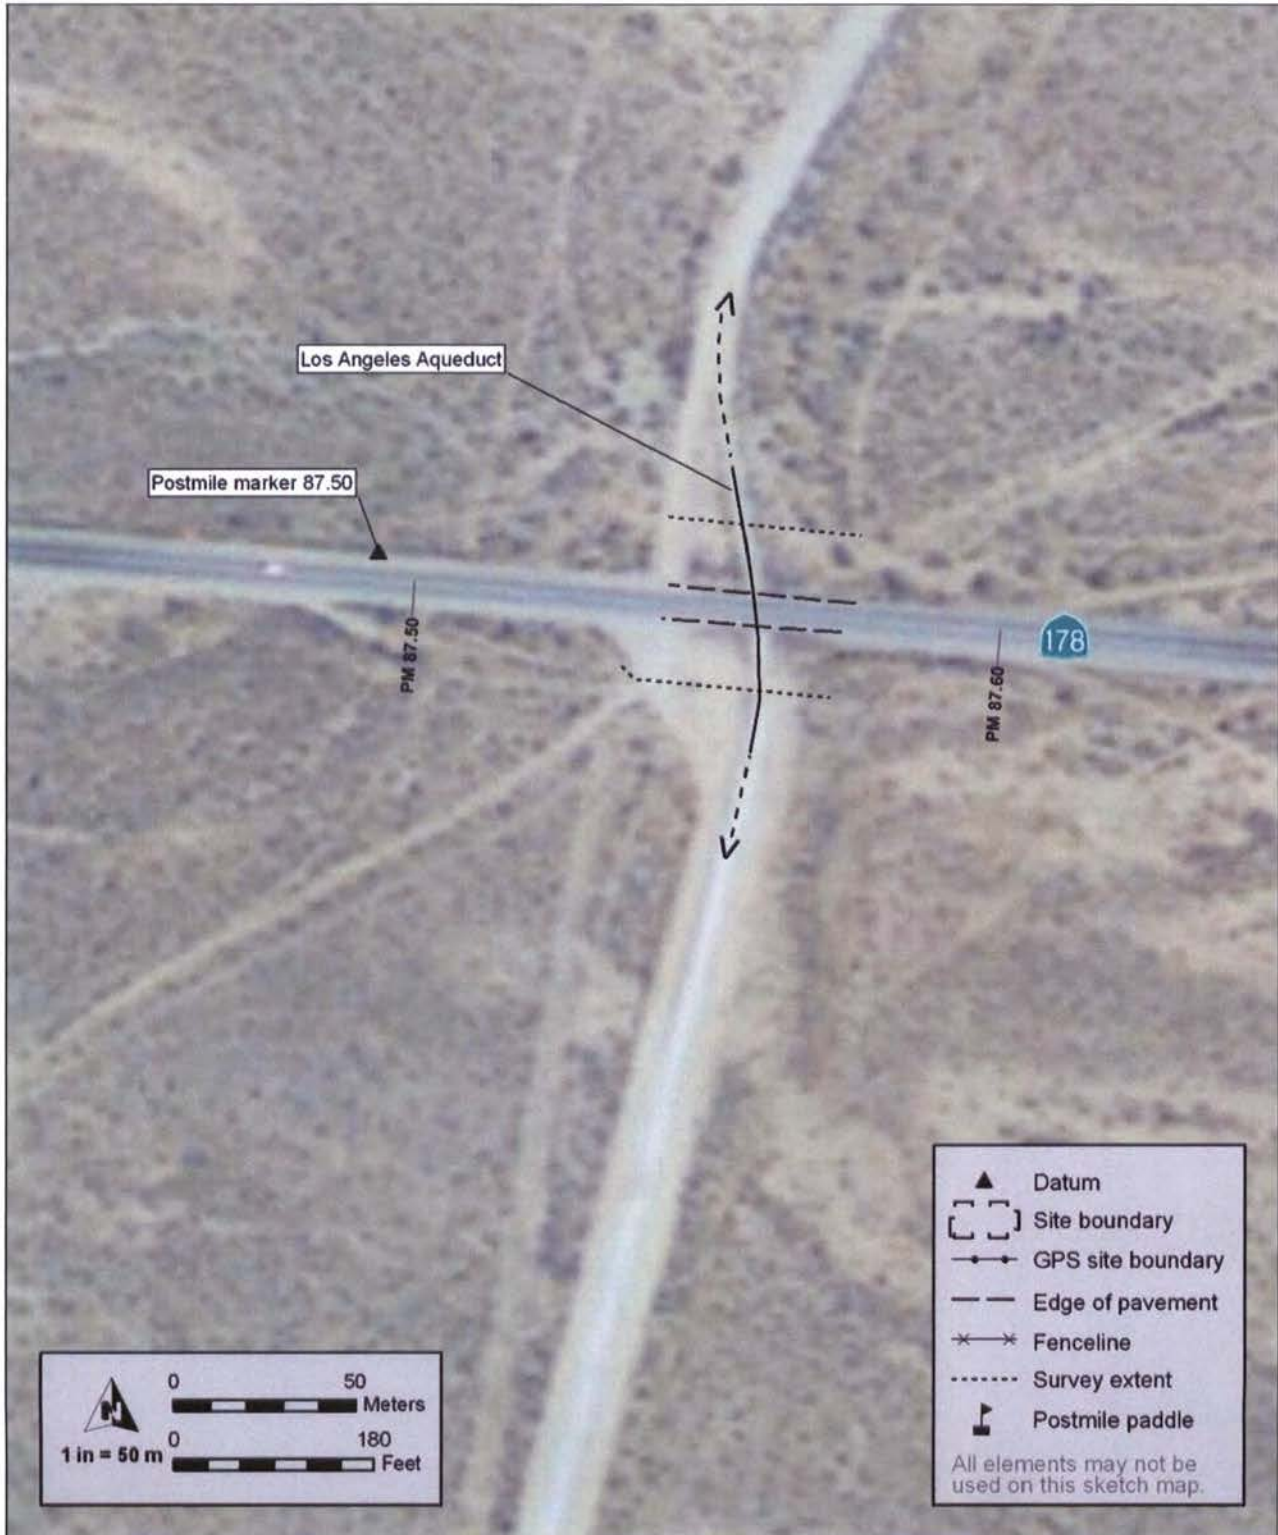 Los Angeles Aqueduct
Postmile marker 87.50
PM 87.50
178
PM 87.60
Datum
Site boundary
GPS site boundary
Edge of pavement
Fenceline
Survey extent
Postmile paddle
All elements may not be
used on this sketch map.
N
0 50
Meters
0 180
1 in = 50 m
Feet